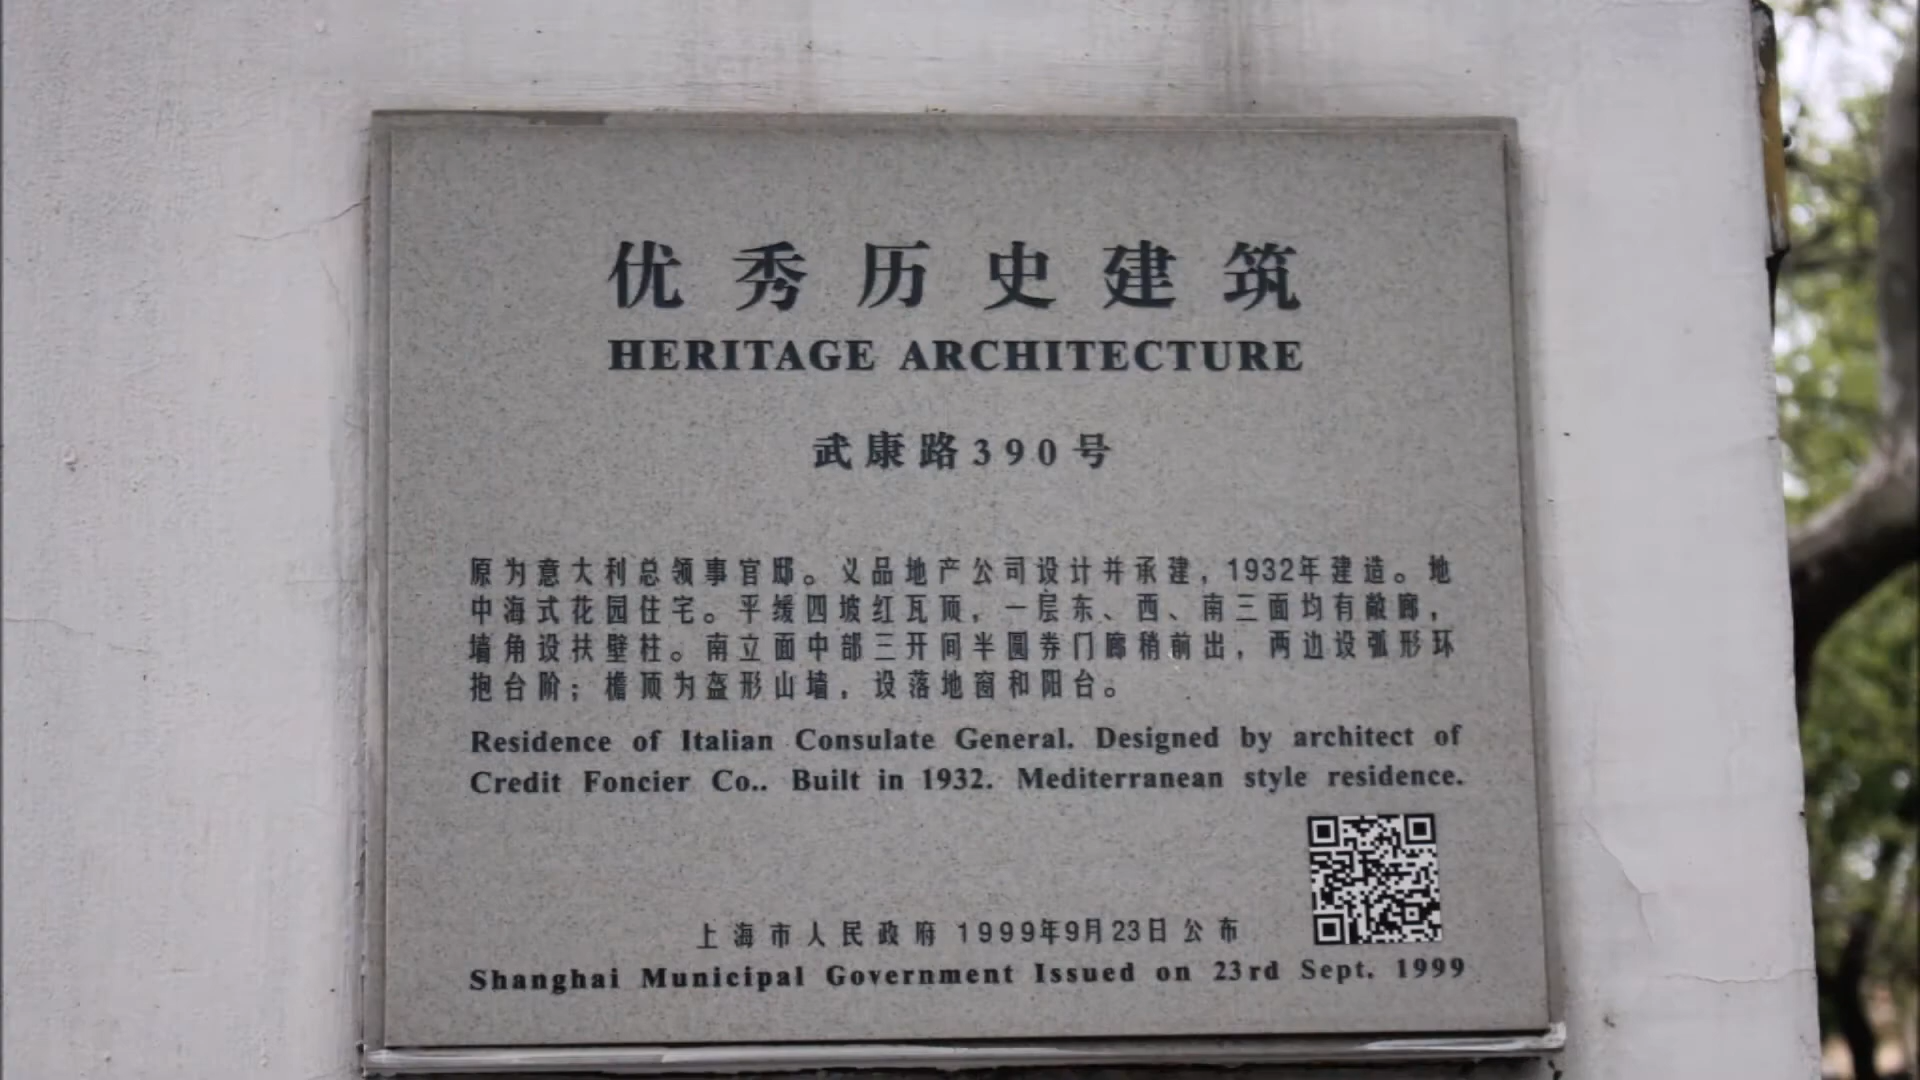 优秀历史建筑
HERITAGE ARCHITECTURE
武康路390号
原为意大利总领事官邸。义品地产公司设计并承建，1932年建造。地
中海式花园住宅。平缓四坡红瓦顶，一层东、西、南三面均有敞廊，
墙角设扶壁柱。南立面中部三开间半圆券门廊稍前出，两边设弧形环
抱台阶；檐顶为盔形山墙，设落地窗和阳台。
Residence of Italian Consulate General. Designed by architect of
Credit Foncier Co.. Built in 1932. Mediterranean style residence.
上海市人民政府 1999年9月23日公布
Shanghai Municipal Government Issued on 23rd Sept. 1999